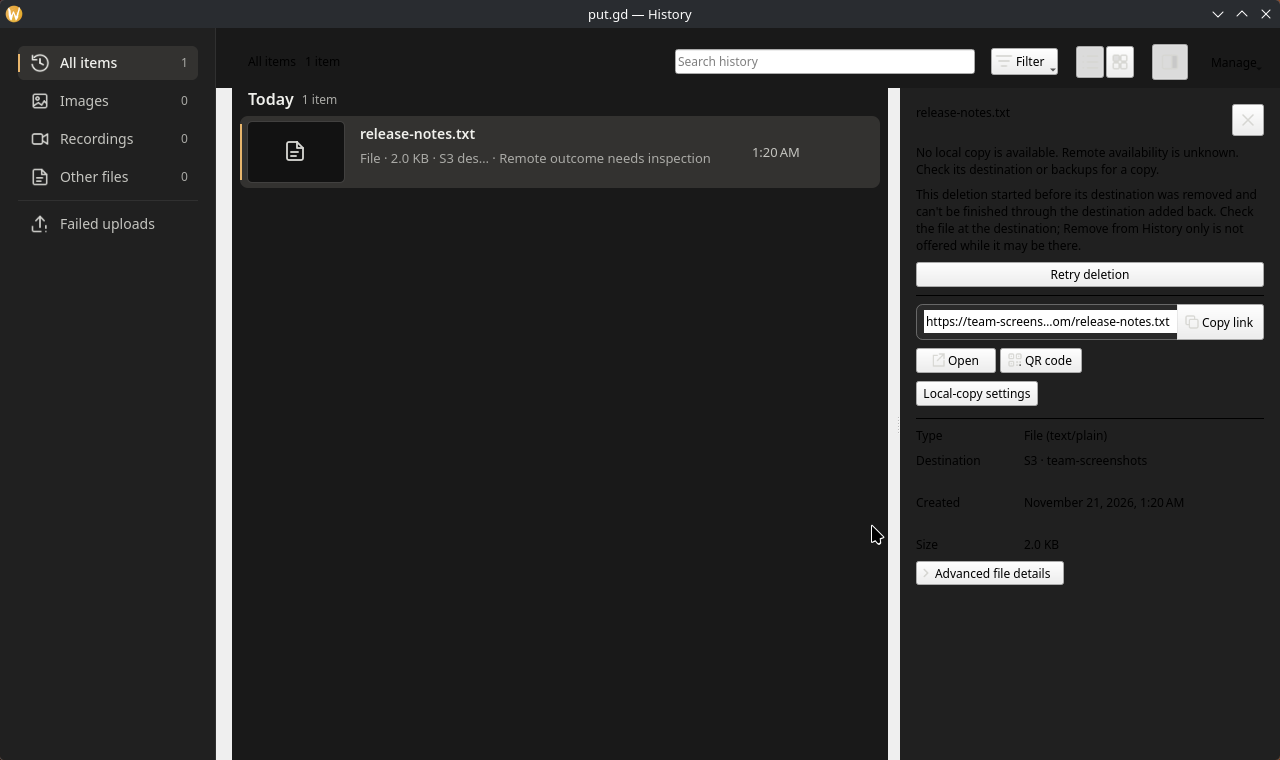 put.gd — History
All items 1
Images 0
Recordings 0
Other files 0
Failed uploads
All items 1 item
Search history
Filter
Manage
Today 1 item
release-notes.txt
File · 2.0 KB · S3 des... · Remote outcome needs inspection
1:20 AM
release-notes.txt
No local copy is available. Remote availability is unknown.
Check its destination or backups for a copy.
This deletion started before its destination was removed and
can't be finished through the destination added back. Check
the file at the destination; Remove from History only is not
offered while it may be there.
Retry deletion
https://team-screens...om/release-notes.txt
Copy link
Open
QR code
Local-copy settings
Type File (text/plain)
Destination S3 · team-screenshots
Created November 21, 2026, 1:20 AM
Size 2.0 KB
Advanced file details